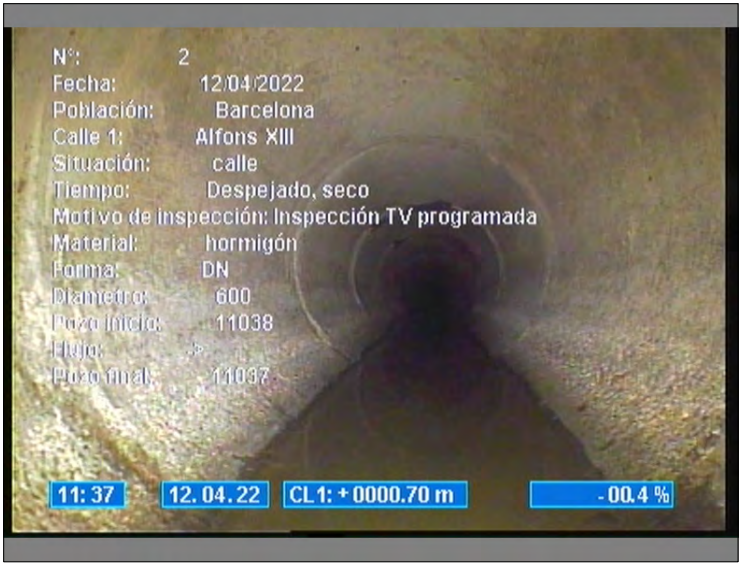 Nº: 2
Fecha: 12/04/2022
Población: Barcelona
Calle 1: Alfons XIII
Situación: calle
Tiempo: Despejado, seco
Motivo de inspección: Inspección TV programada
Material: hormigón
Forma: DN
Diametro: 600
Pozo inicio: 11038
Flujo: >
Pozo final: 11037
11:37 12.04.22 CL1: +0000.70 m -00.4 %